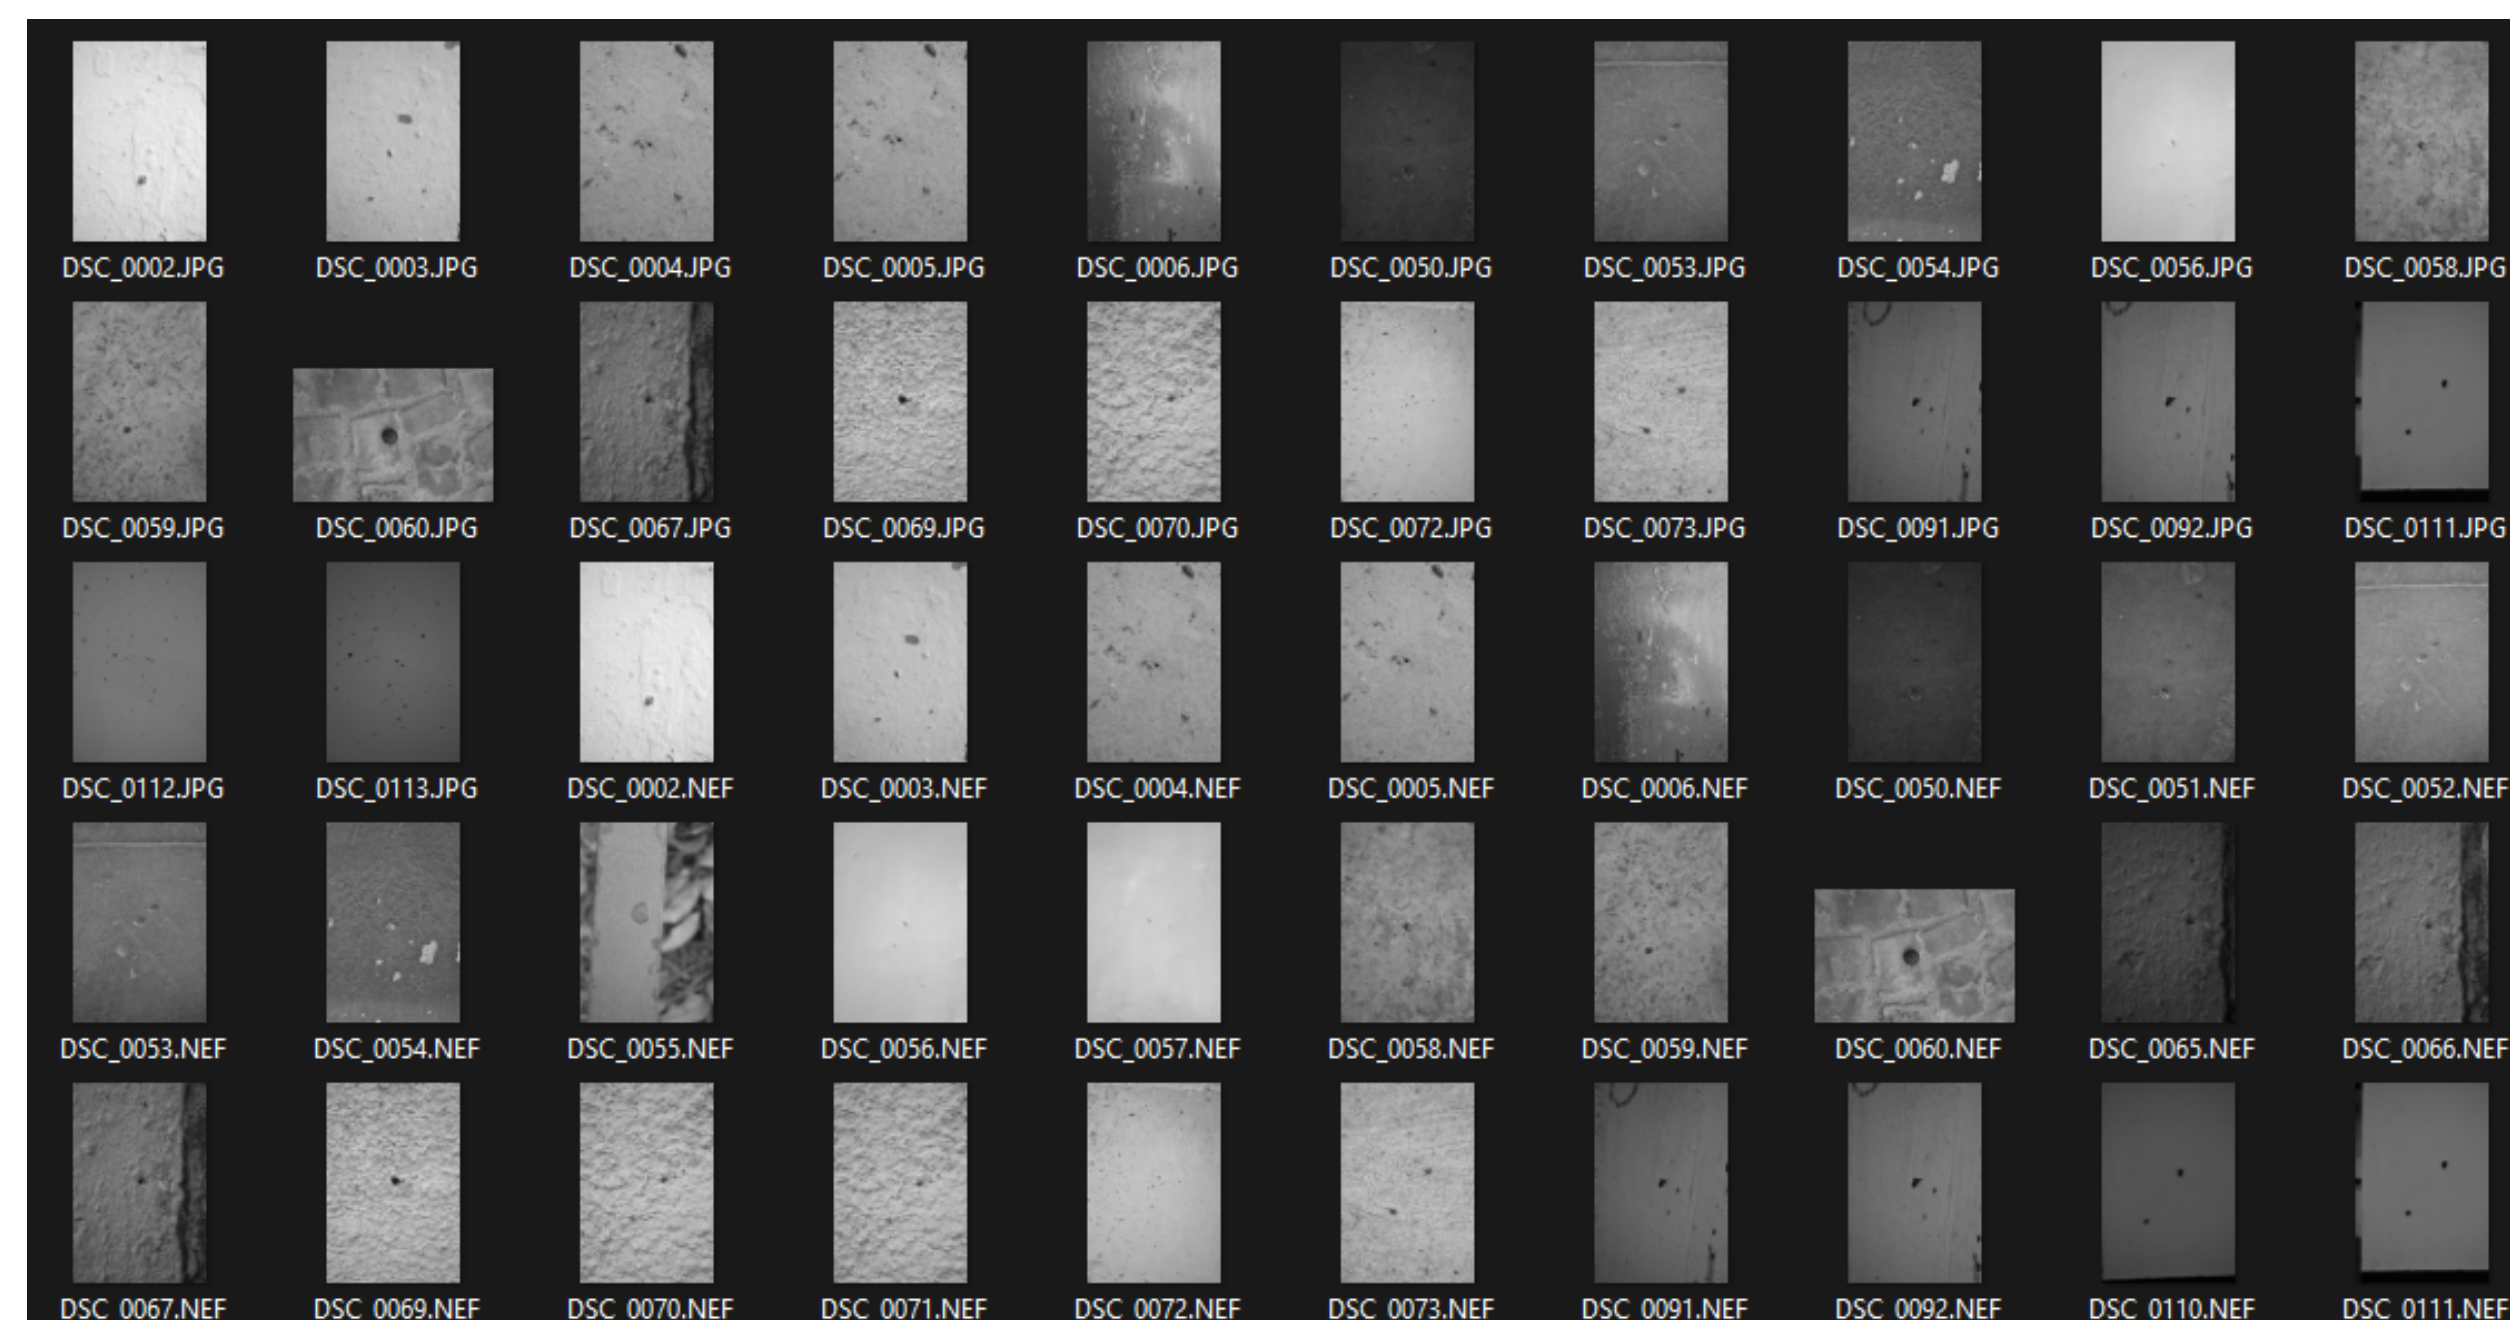 DSC_0002.JPG DSC_0003.JPG DSC_0004.JPG DSC_0005.JPG DSC_0006.JPG DSC_0050.JPG DSC_0053.JPG DSC_0054.JPG DSC_0056.JPG DSC_0058.JPG
DSC_0059.JPG DSC_0060.JPG DSC_0067.JPG DSC_0069.JPG DSC_0070.JPG DSC_0072.JPG DSC_0073.JPG DSC_0091.JPG DSC_0092.JPG DSC_0111.JPG
DSC_0112.JPG DSC_0113.JPG DSC_0002.NEF DSC_0003.NEF DSC_0004.NEF DSC_0005.NEF DSC_0006.NEF DSC_0050.NEF DSC_0051.NEF DSC_0052.NEF
DSC_0053.NEF DSC_0054.NEF DSC_0055.NEF DSC_0056.NEF DSC_0057.NEF DSC_0058.NEF DSC_0059.NEF DSC_0060.NEF DSC_0065.NEF DSC_0066.NEF
DSC_0067.NEF DSC_0069.NEF DSC_0070.NEF DSC_0071.NEF DSC_0072.NEF DSC_0073.NEF DSC_0091.NEF DSC_0092.NEF DSC_0110.NEF DSC_0111.NEF